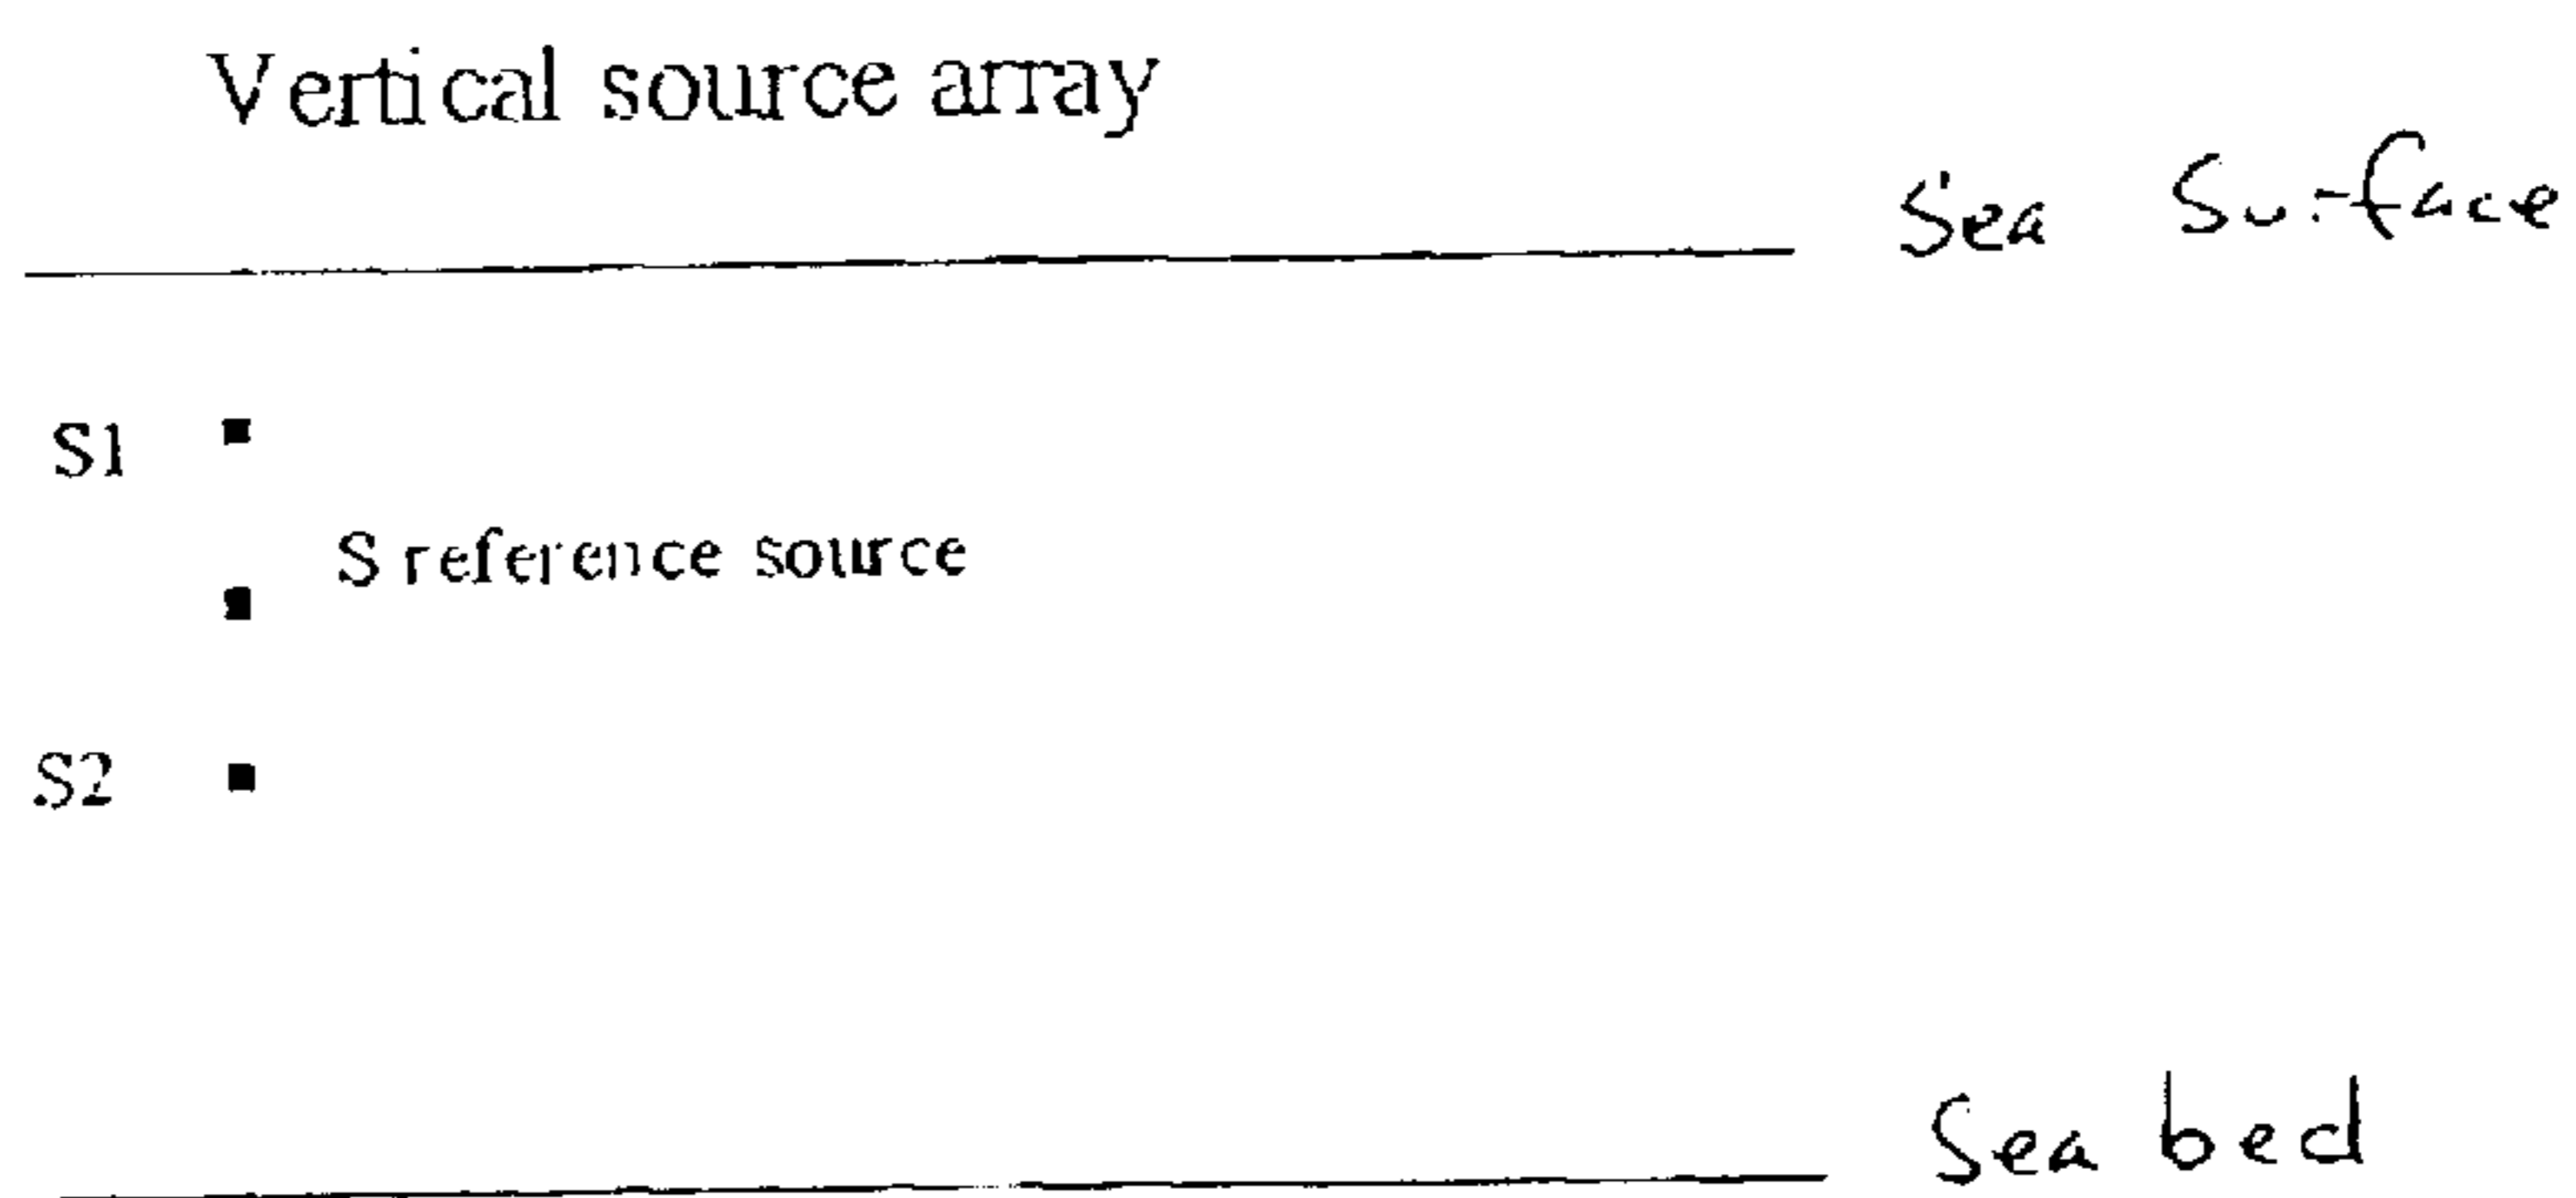 Vertical source array
Sea Surface
S1
S reference source
S2
Sea bed